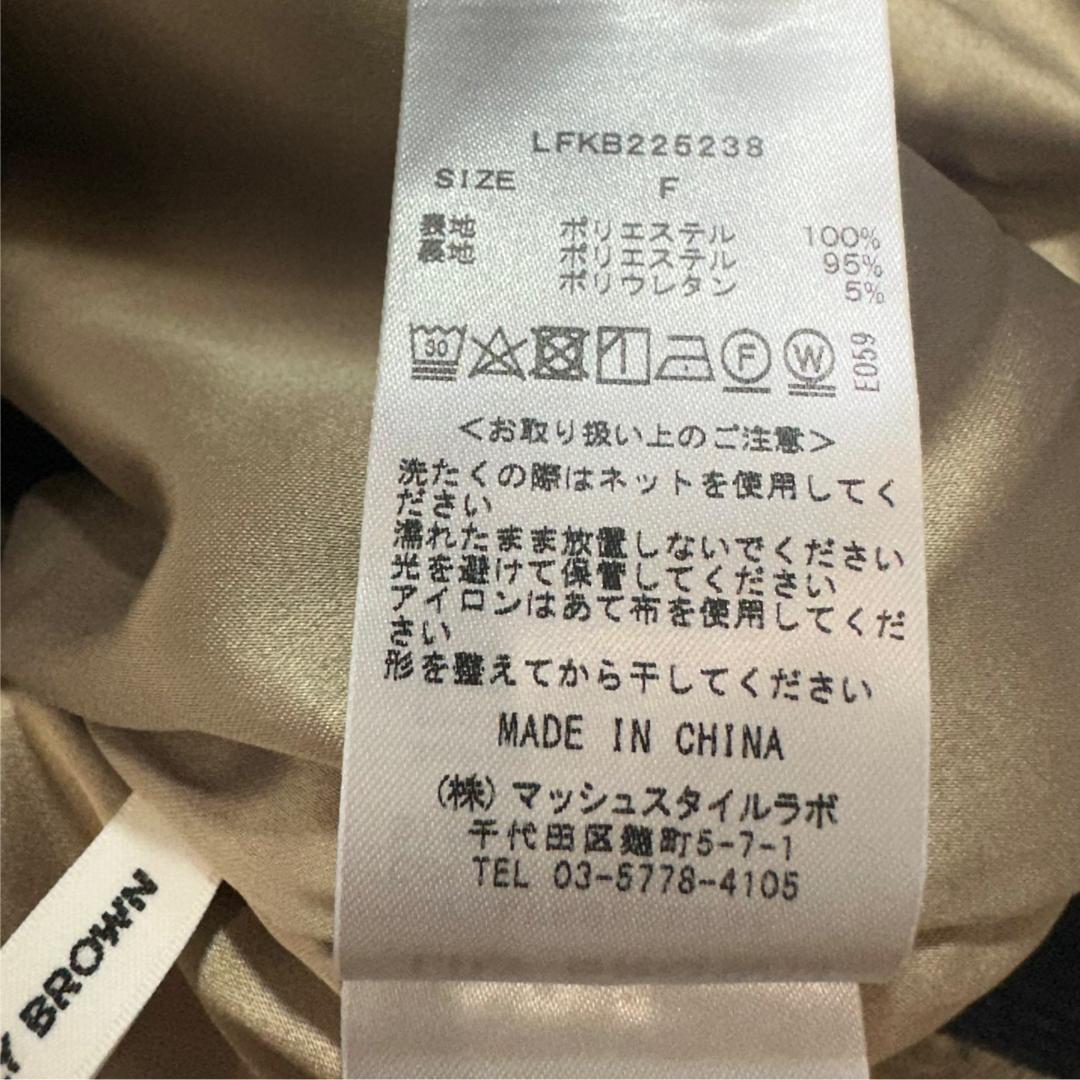 LFKB225238
SIZE F
表地 ポリエステル 100%
裏地 ポリエステル 95%
ポリウレタン 5%
30 F W E059
<お取り扱い上のご注意>
洗たくの際はネットを使用してく
ださい
濡れたまま放置しないでください
光を避けて保管してください
アイロンはあて布を使用してくだ
さい
形を整えてから干してください
MADE IN CHINA
(株)マッシュスタイルラボ
千代田区麹町5-7-1
TEL 03-5778-4105
Y BROWN